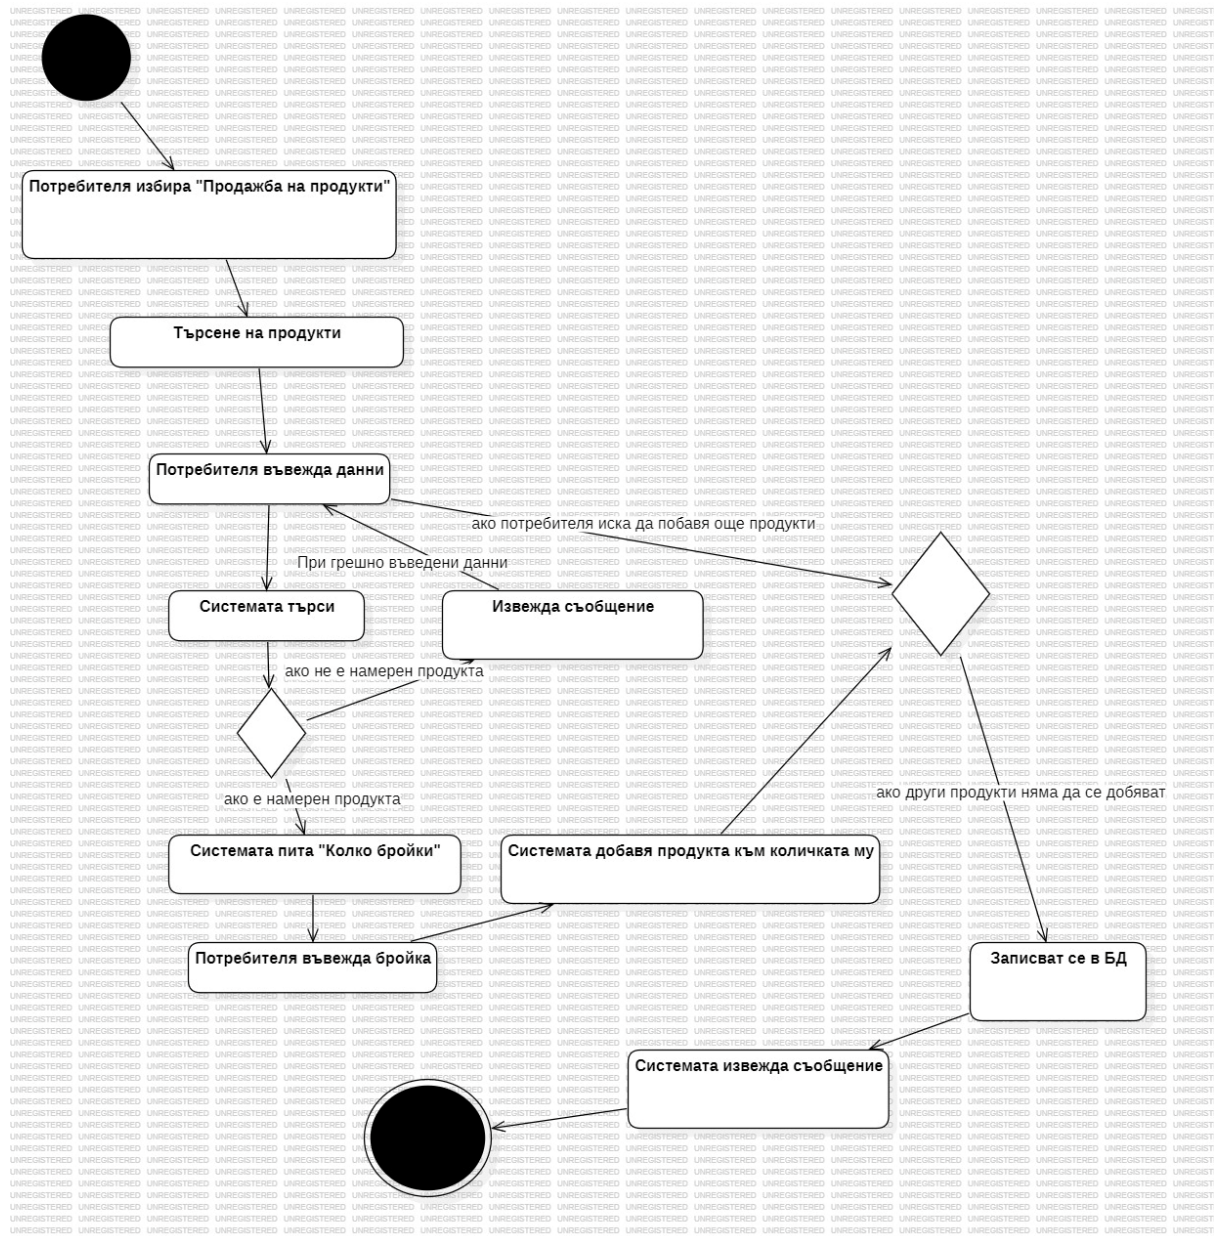 Потребителя избира "Продажба на продукти"
Търсене на продукти
Потребителя въвежда данни
ако потребителя иска да побавя още продукти
При грешно въведени данни
Системата търси
Извежда съобщение
ако не е намерен продукта
ако е намерен продукта
ако други продукти няма да се добяват
Системата пита "Колко бройки"
Системата добавя продукта към количката му
Потребителя въвежда бройка
Записват се в БД
Системата извежда съобщение